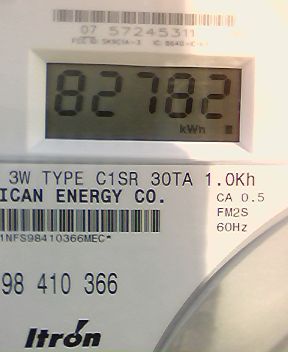 07 57245311
82782
kWh
3W TYPE C1SR 30TA 1.0Kh
ICAN ENERGY CO.
CA 0.5
FM2S
60Hz
1NFS98410366MEC*
98 410 366
Itron